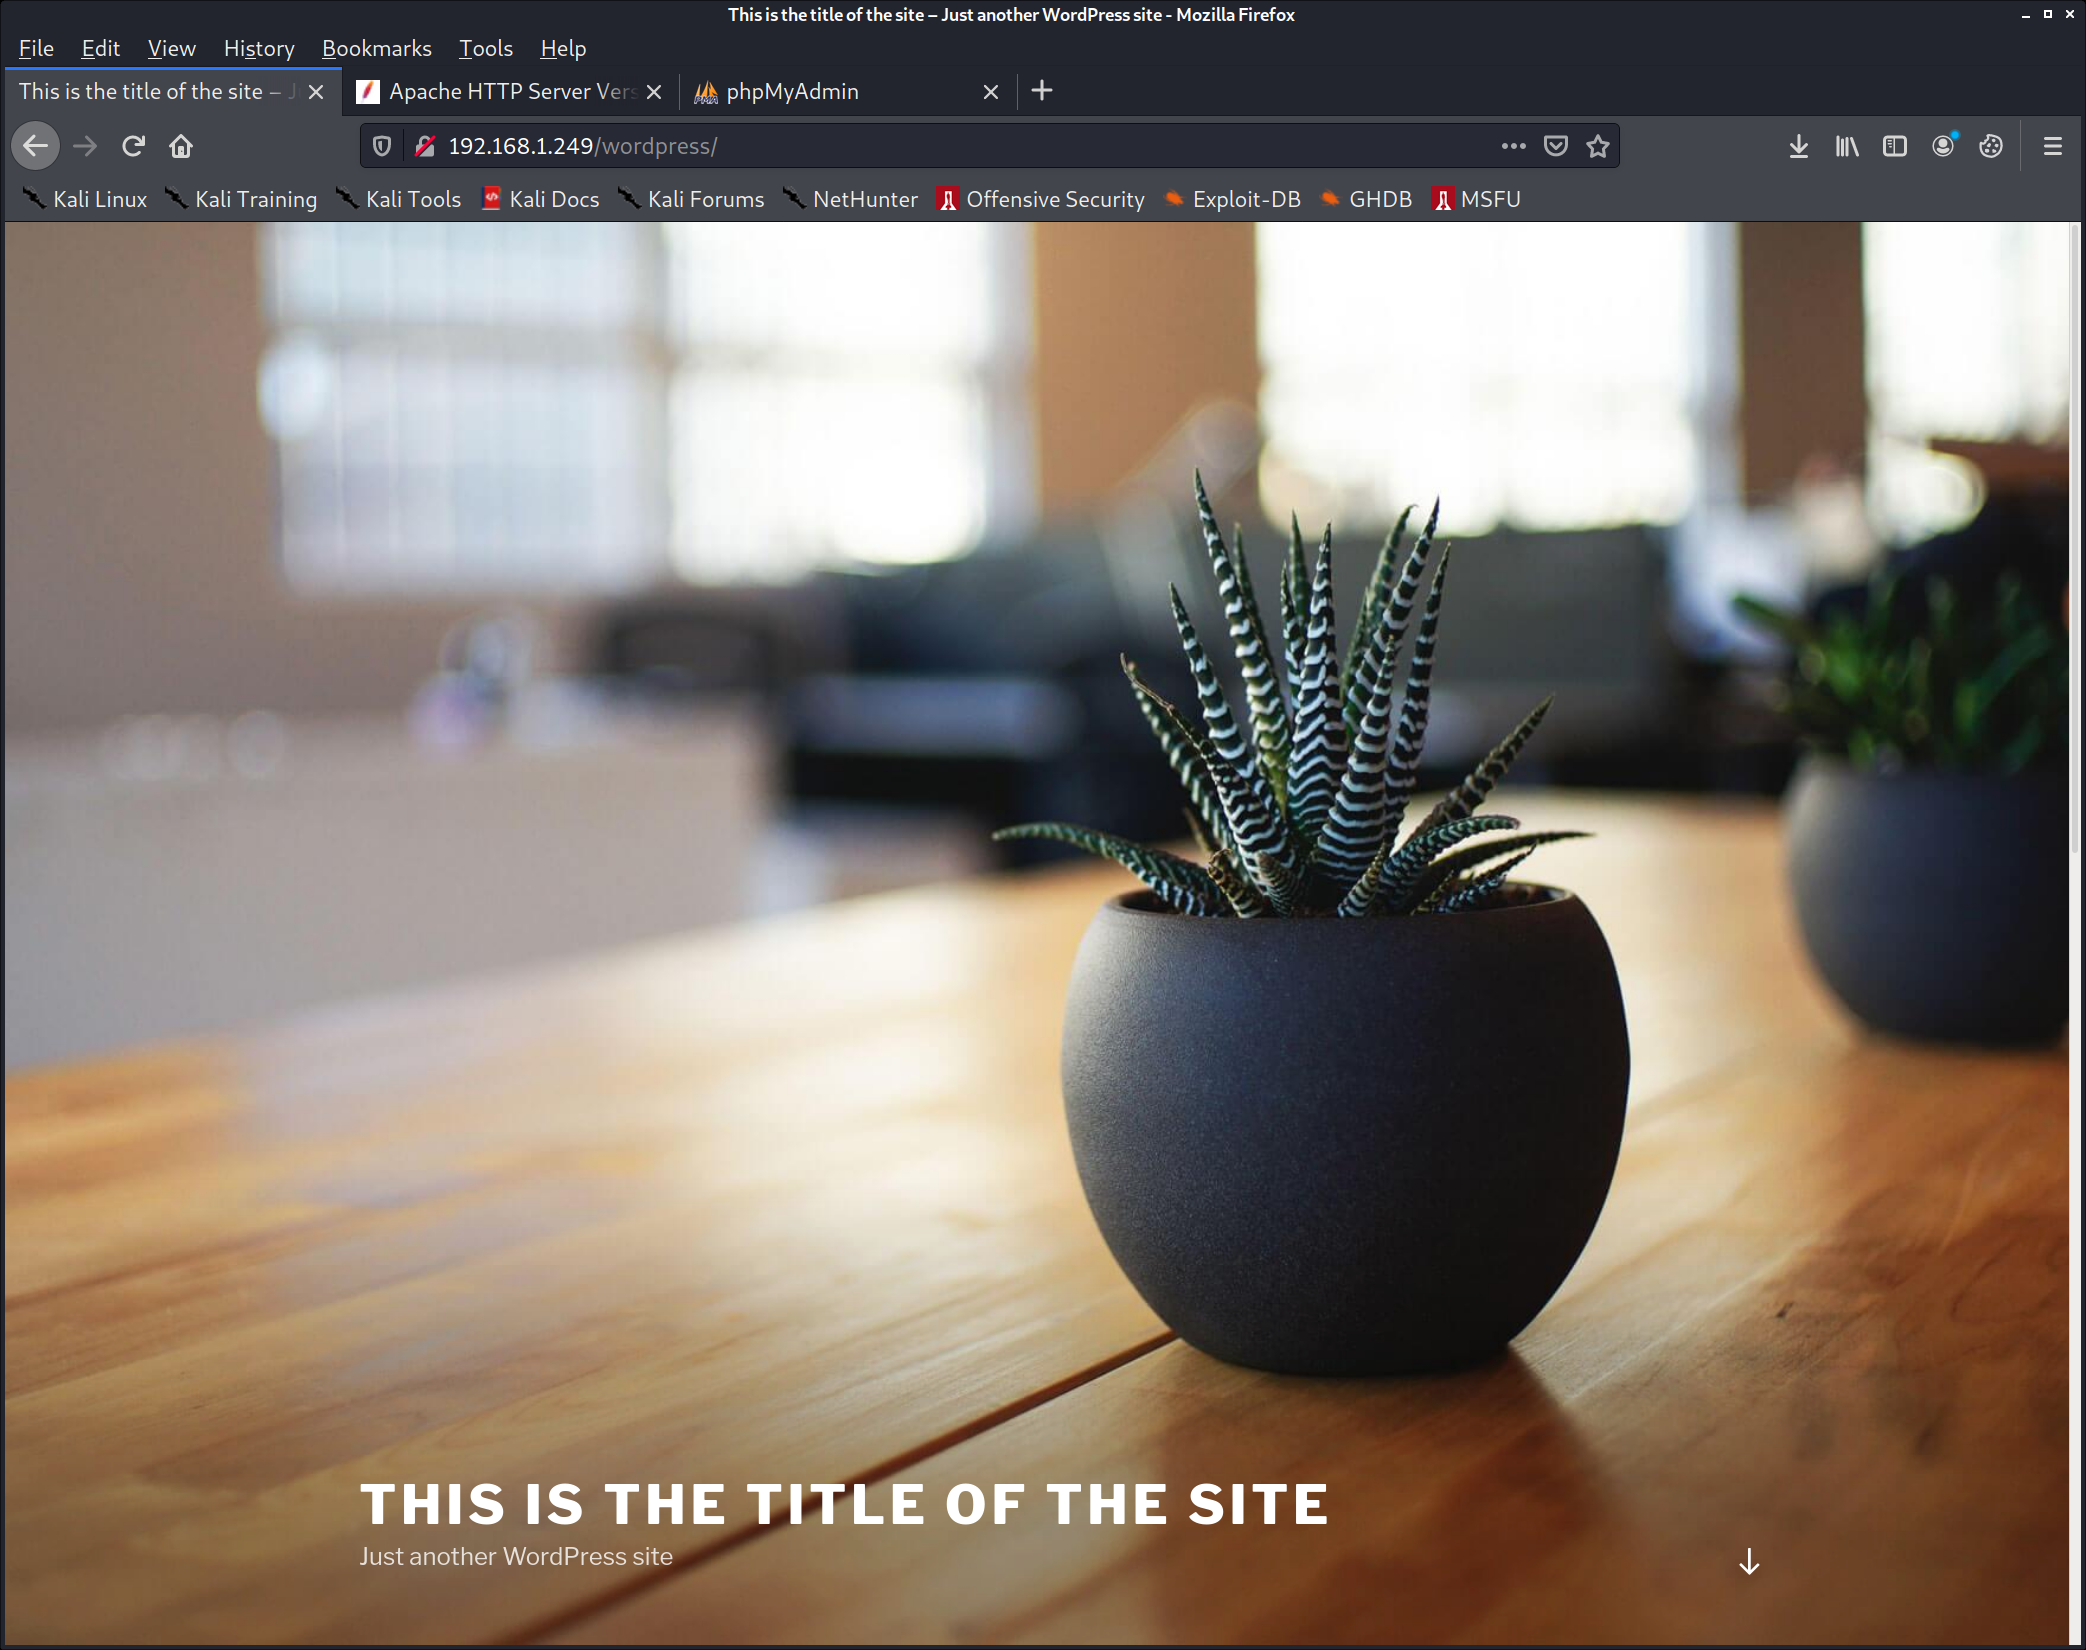 This is the title of the site – Just another WordPress site - Mozilla Firefox
File Edit View History Bookmarks Tools Help
This is the title of the site – J Apache HTTP Server Vers phpMyAdmin
192.168.1.249/wordpress/
Kali Linux Kali Training Kali Tools Kali Docs Kali Forums NetHunter Offensive Security Exploit-DB GHDB MSFU
THIS IS THE TITLE OF THE SITE
Just another WordPress site